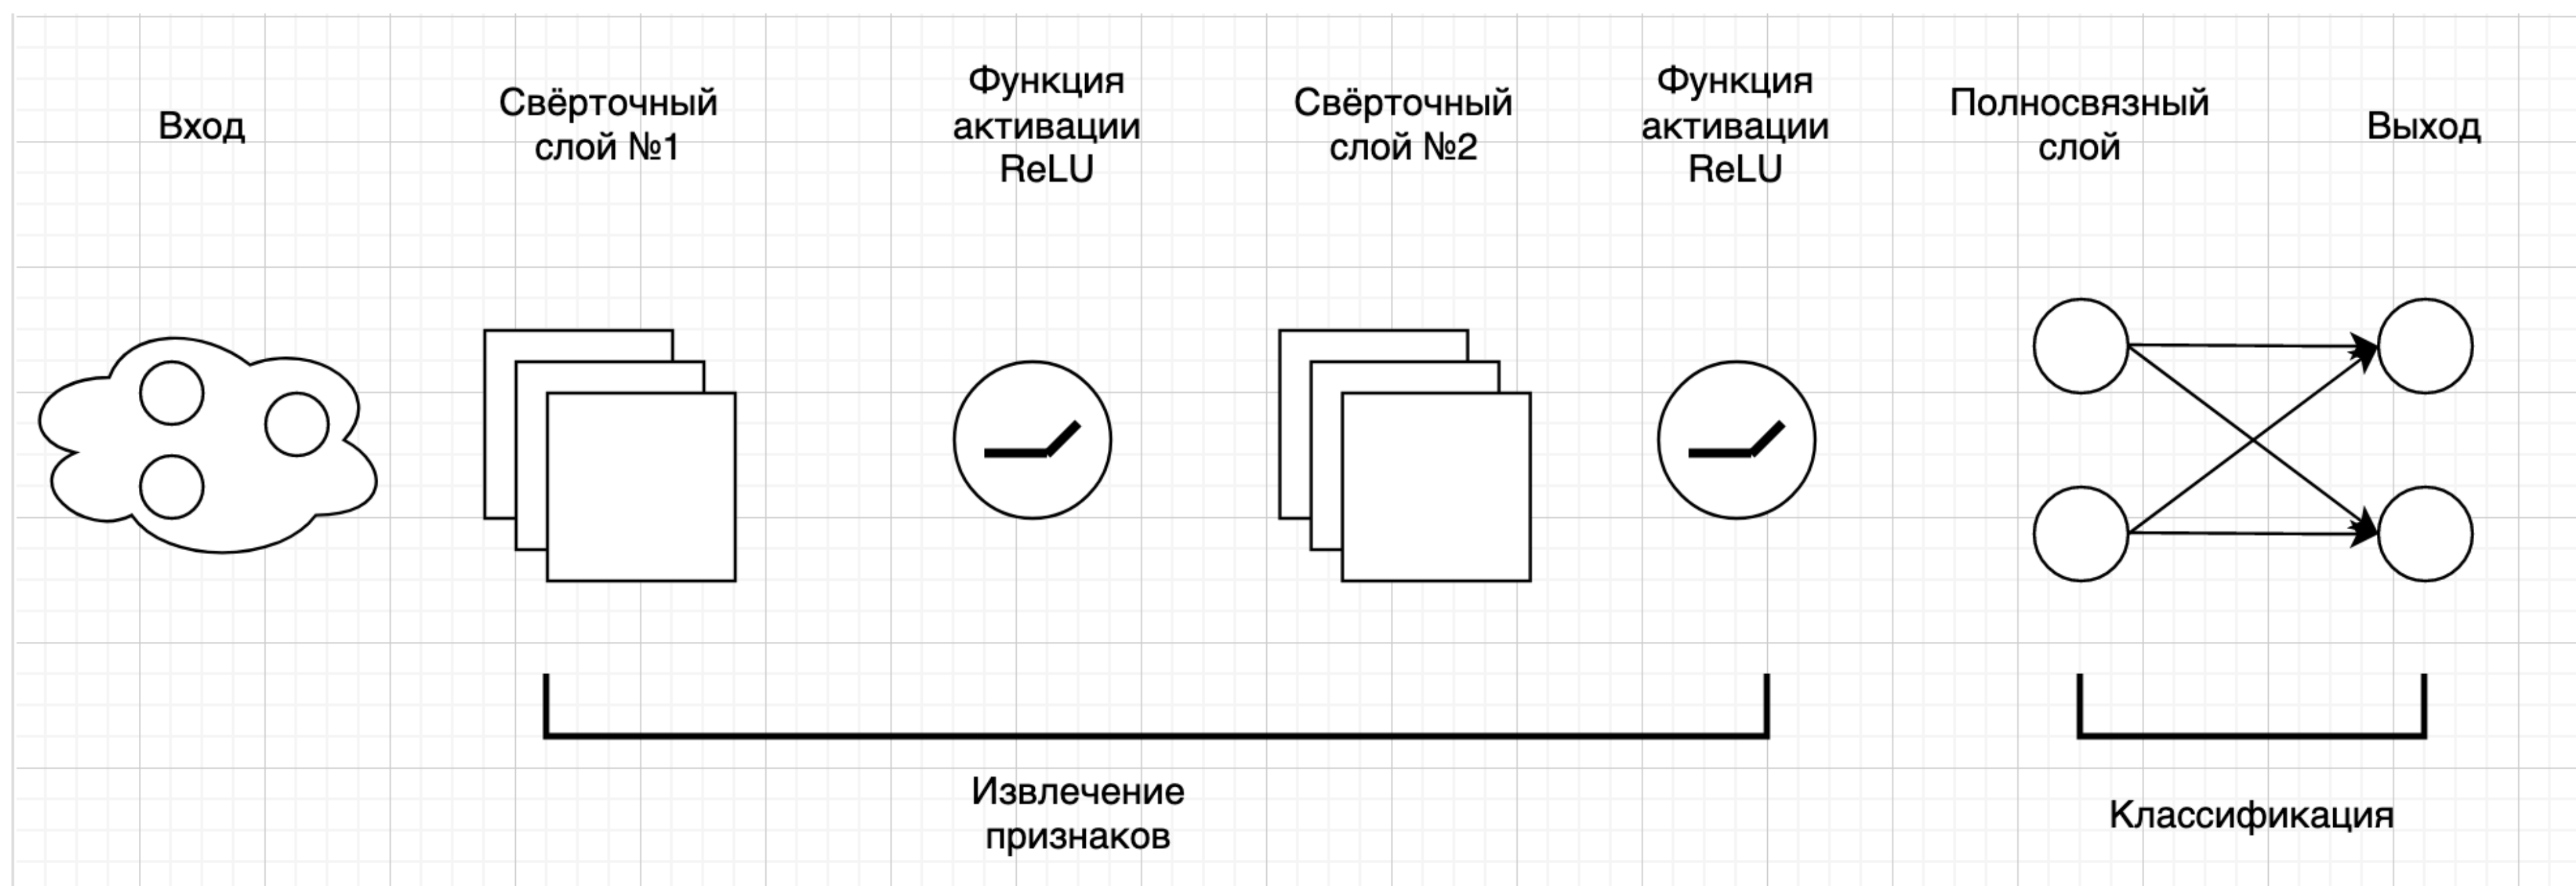 Вход
Свёрточный
слой №1
Функция
активации
ReLU
Свёрточный
слой №2
Функция
активации
ReLU
Полносвязный
слой
Выход
Извлечение
признаков
Классификация